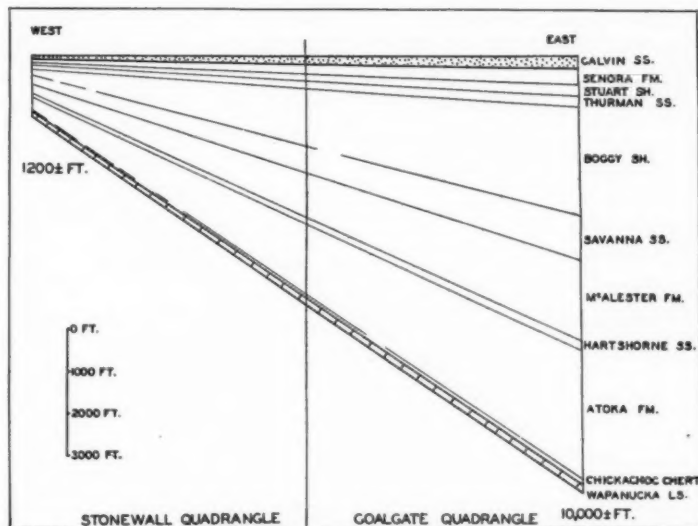 WEST
EAST
CALVIN SS.
SENORA FM.
STUART SH.
THURMAN SS.
BOGGY SH.
1200± FT.
SAVANNA SS.
McALESTER FM.
0 FT.
HARTSHORNE SS.
1000 FT.
ATOKA FM.
2000 FT.
3000 FT.
CHICKACHOC CHERT
WAPANUCKA LS.
STONEWALL QUADRANGLE
COALGATE QUADRANGLE
10,000± FT.